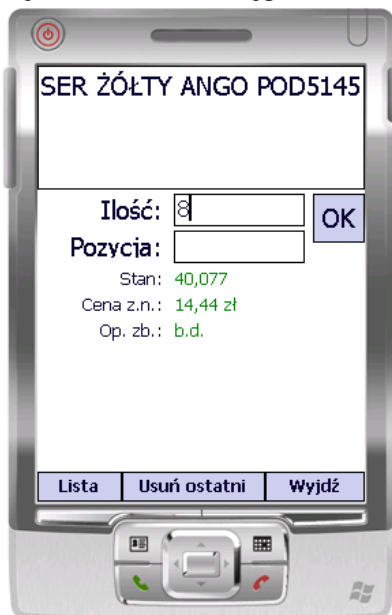 SER ŻÓŁTY ANGO POD5145
Ilość: 8 OK
Pozycja:
Stan: 40,077
Cena z.n.: 14,44 zł
Op. zb.: b.d.
Lista Usuń ostatni Wyjdź